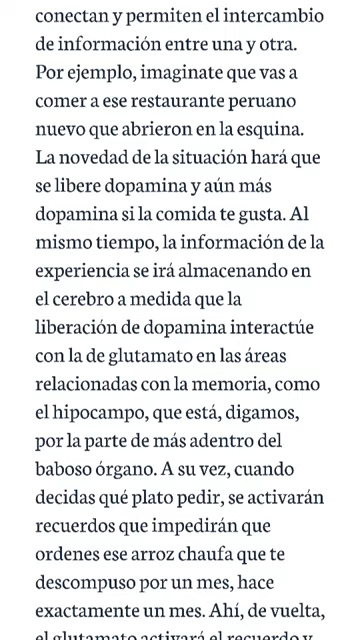 conectan y permiten el intercambio
de información entre una y otra.
Por ejemplo, imaginate que vas a
comer a ese restaurante peruano
nuevo que abrieron en la esquina.
La novedad de la situación hará que
se libere dopamina y aún más
dopamina si la comida te gusta. Al
mismo tiempo, la información de la
experiencia se irá almacenando en
el cerebro a medida que la
liberación de dopamina interactúe
con la de glutamato en las áreas
relacionadas con la memoria, como
el hipocampo, que está, digamos,
por la parte de más adentro del
baboso órgano. A su vez, cuando
decidas qué plato pedir, se activarán
recuerdos que impedirán que
ordenes ese arroz chaufa que te
descompuso por un mes, hace
exactamente un mes. Ahí, de vuelta,
el glutamato activará el recuerdo y